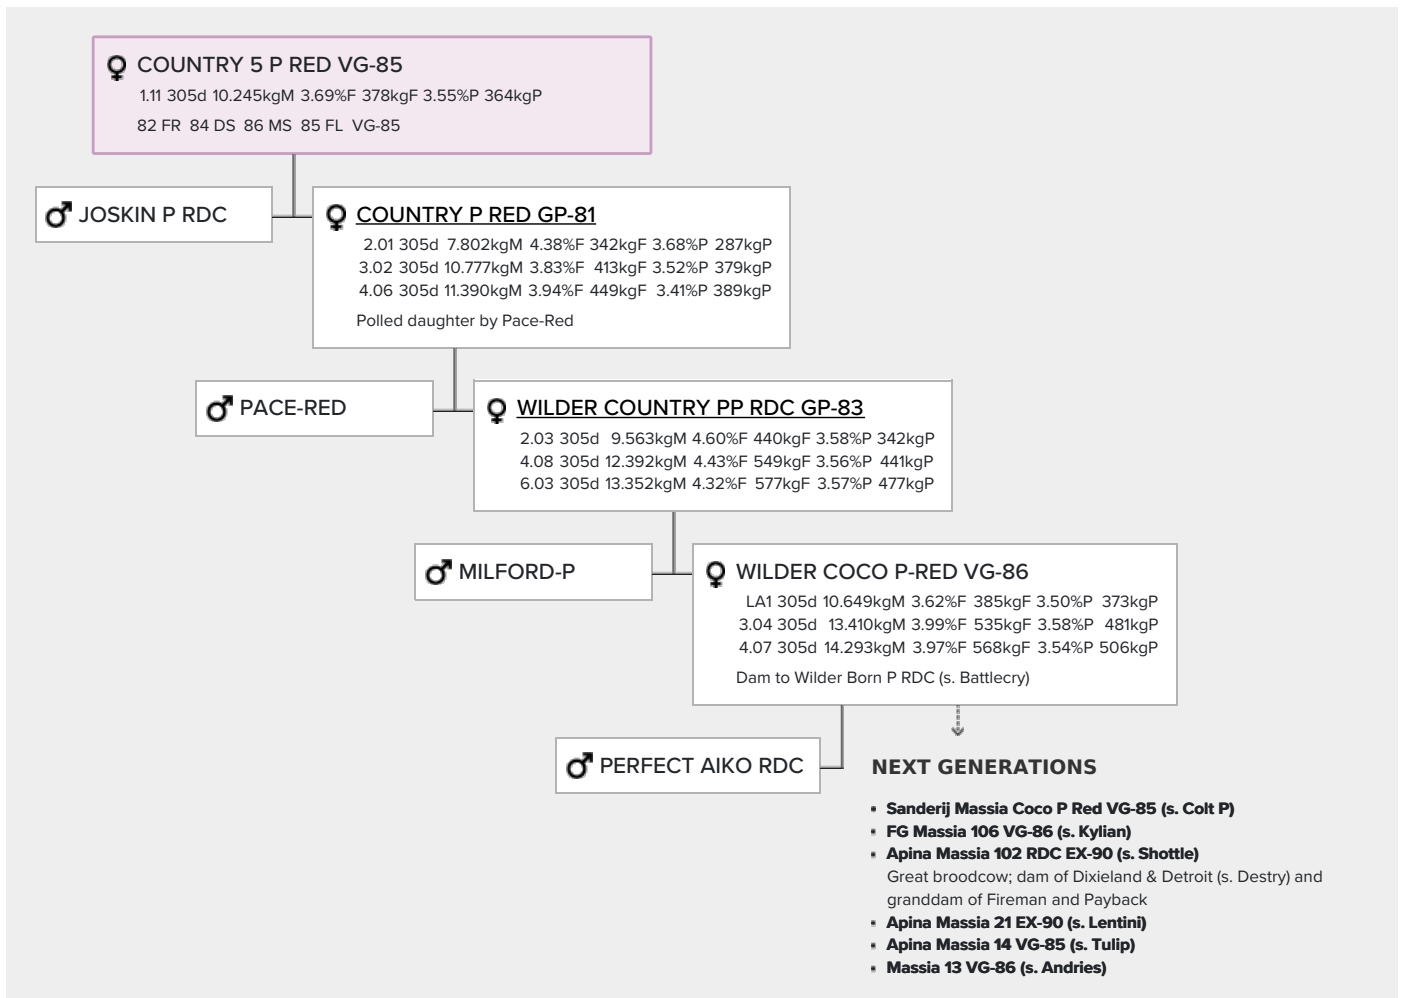 COUNTRY 5 P RED VG-85
1.11 305d 10.245kgM 3.69%F 378kgF 3.55%P 364kgP
82 FR 84 DS 86 MS 85 FL VG-85
JOSKIN P RDC
COUNTRY P RED GP-81
2.01 305d 7.802kgM 4.38%F 342kgF 3.68%P 287kgP
3.02 305d 10.777kgM 3.83%F 413kgF 3.52%P 379kgP
4.06 305d 11.390kgM 3.94%F 449kgF 3.41%P 389kgP
Polled daughter by Pace-Red
PACE-RED
WILDER COUNTRY PP RDC GP-83
2.03 305d 9.563kgM 4.60%F 440kgF 3.58%P 342kgP
4.08 305d 12.392kgM 4.43%F 549kgF 3.56%P 441kgP
6.03 305d 13.352kgM 4.32%F 577kgF 3.57%P 477kgP
MILFORD-P
WILDER COCO P-RED VG-86
LA1 305d 10.649kgM 3.62%F 385kgF 3.50%P 373kgP
3.04 305d 13.410kgM 3.99%F 535kgF 3.58%P 481kgP
4.07 305d 14.293kgM 3.97%F 568kgF 3.54%P 506kgP
Dam to Wilder Born P RDC (s. Battlecry)
PERFECT AIKO RDC
NEXT GENERATIONS
▪ Sanderij Massia Coco P Red VG-85 (s. Colt P)
▪ FG Massia 106 VG-86 (s. Kylian)
▪ Apina Massia 102 RDC EX-90 (s. Shottle)
Great broodcow; dam of Dixieland & Detroit (s. Destry) and
granddam of Fireman and Payback
▪ Apina Massia 21 EX-90 (s. Lentini)
▪ Apina Massia 14 VG-85 (s. Tulip)
▪ Massia 13 VG-86 (s. Andries)